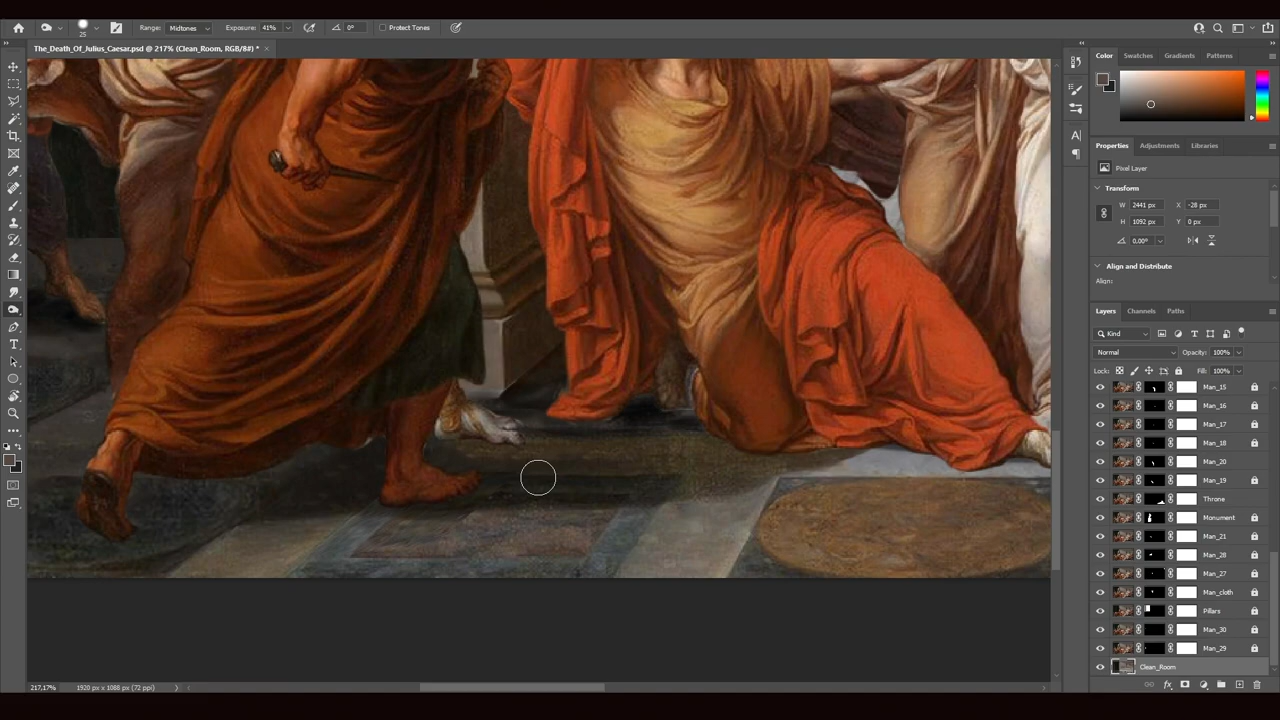 25 Range: Midtones Exposure: 41% 0° Protect Tones
The_Death_Of_Julius_Caesar.psd @ 217% (Clean_Room, RGB/8#) *
Color Swatches Gradients Patterns
Properties Adjustments Libraries
Pixel Layer
Transform
W 2441 px X -28 px
H 1092 px Y 0 px
0,00°
Align and Distribute
Align:
Layers Channels Paths
Kind
Normal Opacity: 100%
Lock: Fill: 100%
Man_15
Man_16
Man_17
Man_18
Man_20
Man_19
Throne
Monument
Man_21
Man_28
Man_27
Man_cloth
Pillars
Man_30
Man_29
Clean_Room
217,17% 1920 px x 1088 px (72 ppi)